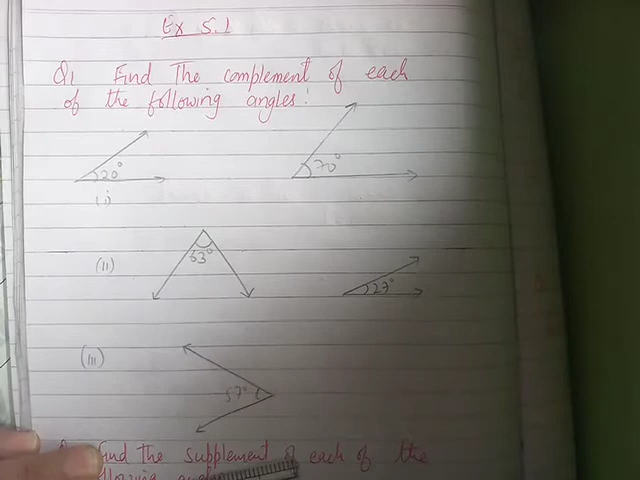 Ex 5.1
Q1 Find The complement of each
of the following angles:
20°
70°
(i)
(ii)
63°
27°
(iii)
57°
Find the supplement of each of the